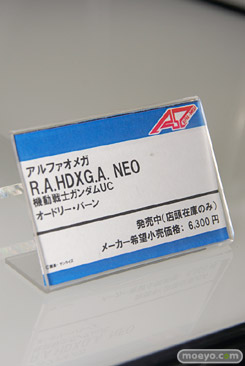 アルファオメガ
R.A.HDXG.A. NEO
機動戦士ガンダムUC
オードリー・バーン
発売中(店頭在庫のみ)
メーカー希望小売価格: 6,300円
moeyo.com